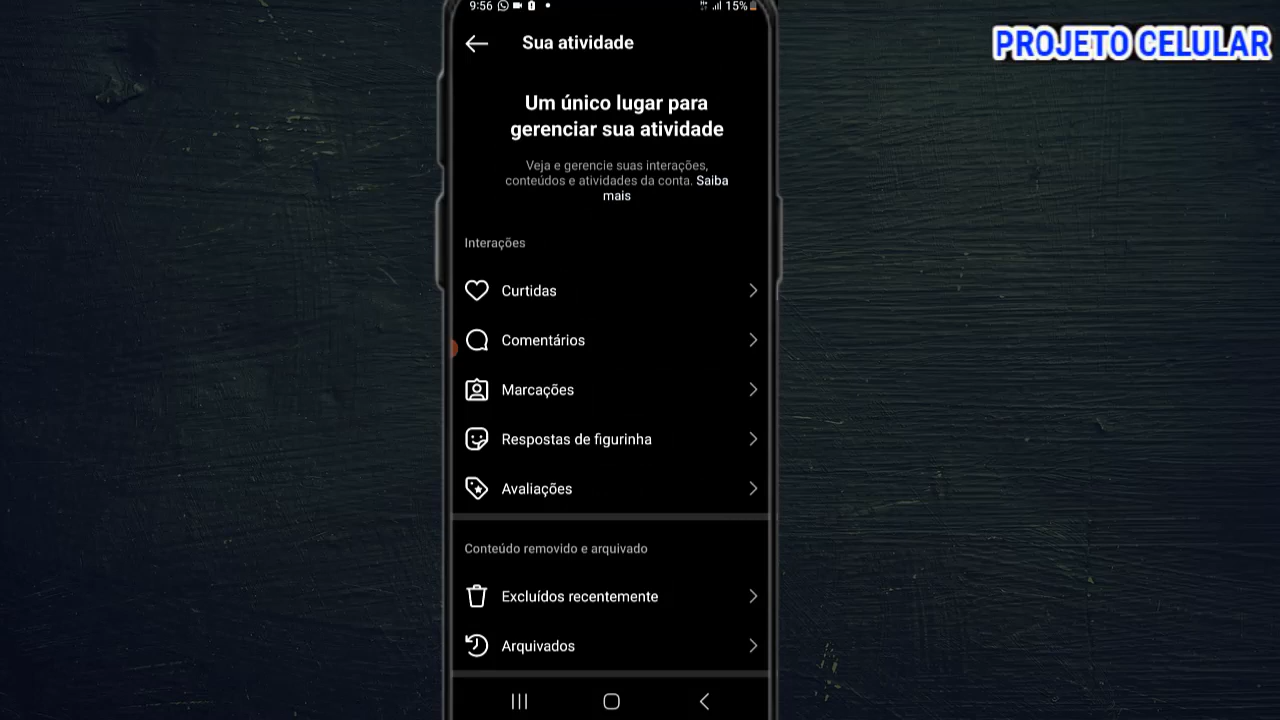 9:56
15%
PROJETO CELULAR
Sua atividade
Um único lugar para
gerenciar sua atividade
Veja e gerencie suas interações,
conteúdos e atividades da conta. Saiba
mais
Interações
Curtidas
Comentários
Marcações
Respostas de figurinha
Avaliações
Conteúdo removido e arquivado
Excluídos recentemente
Arquivados